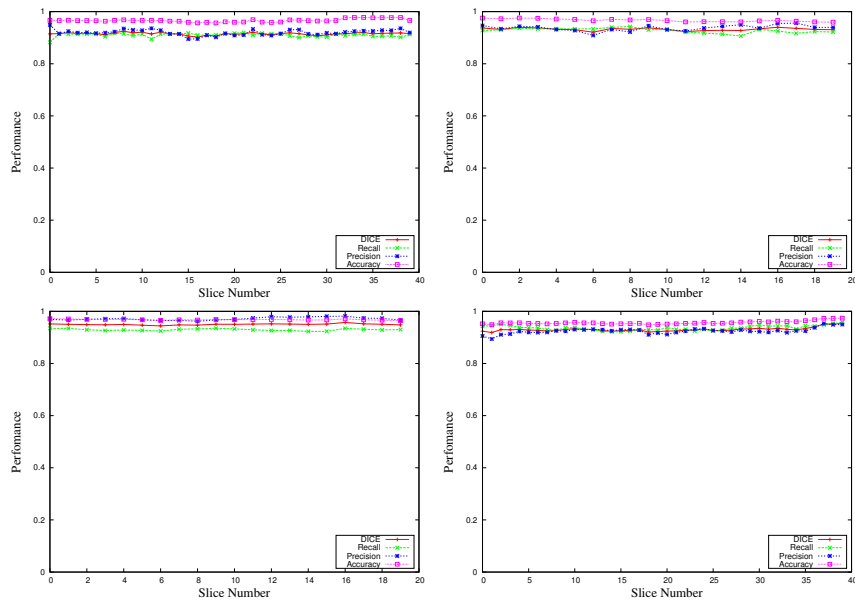 1
0.8
0.6
0.4
0.2
0
Perfomance
DICE
Recall
Precision
Accuracy
0 5 10 15 20 25 30 35 40
Slice Number
1
0.8
0.6
0.4
0.2
0
Perfomance
DICE
Recall
Precision
Accuracy
0 2 4 6 8 10 12 14 16 18 20
Slice Number
1
0.8
0.6
0.4
0.2
0
Perfomance
DICE
Recall
Precision
Accuracy
0 2 4 6 8 10 12 14 16 18 20
Slice Number
1
0.8
0.6
0.4
0.2
0
Perfomance
DICE
Recall
Precision
Accuracy
0 5 10 15 20 25 30 35 40
Slice Number